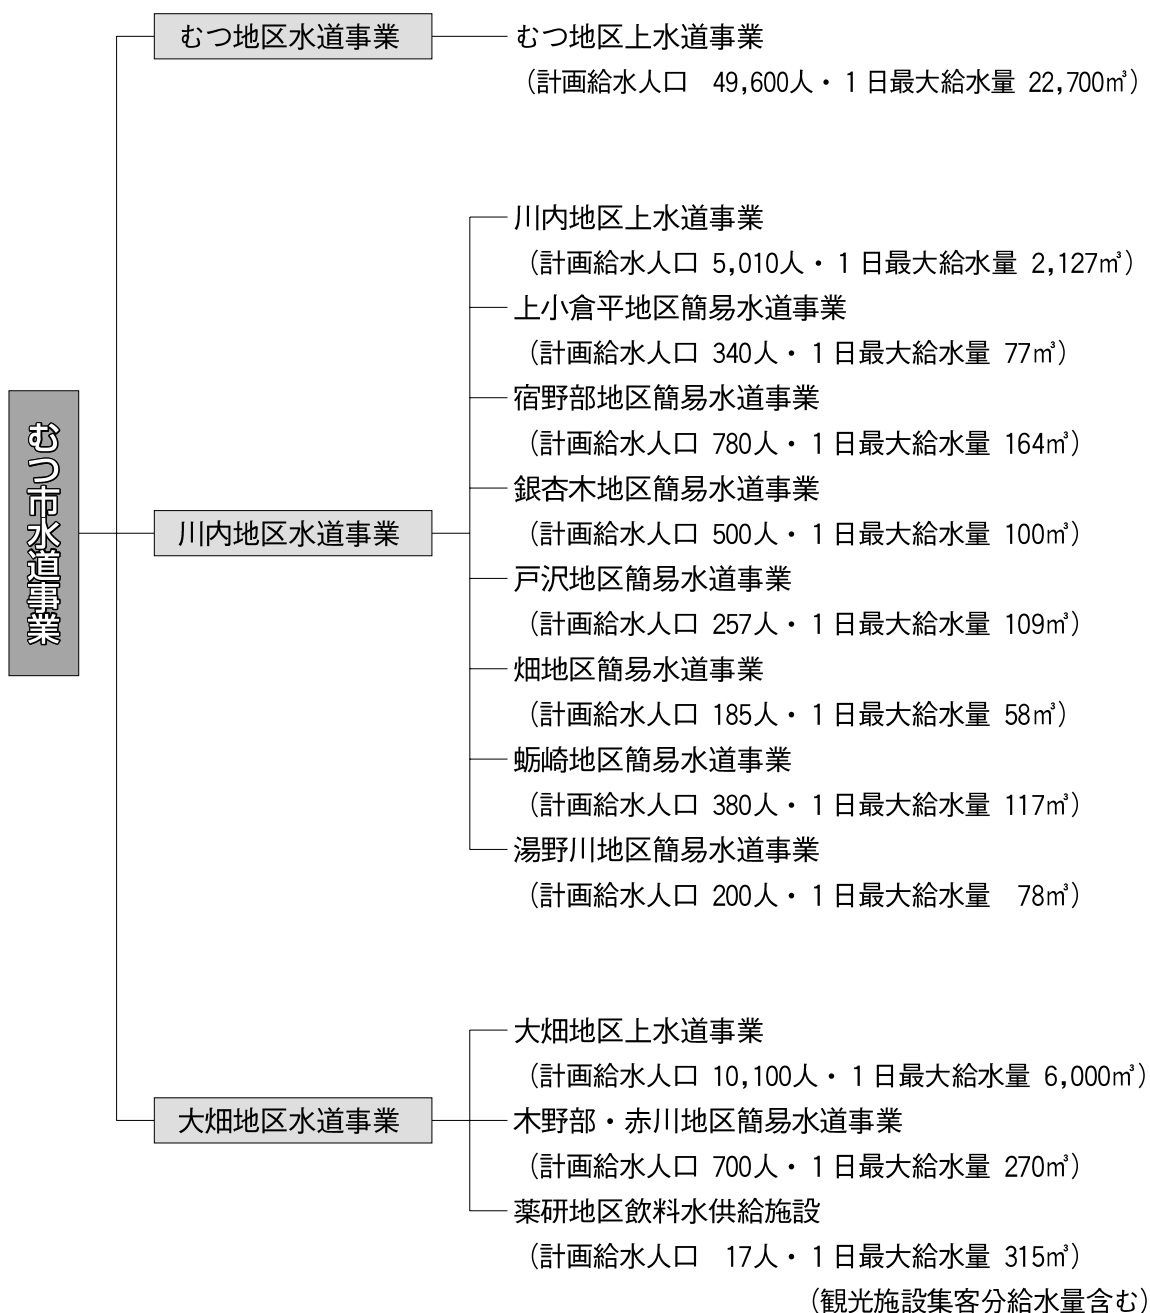 むつ市水道事業
むつ地区水道事業
むつ地区上水道事業
（計画給水人口　49,600人・１日最大給水量 22,700㎥）
川内地区水道事業
川内地区上水道事業
（計画給水人口 5,010人・１日最大給水量 2,127㎥）
上小倉平地区簡易水道事業
（計画給水人口 340人・１日最大給水量 77㎥）
宿野部地区簡易水道事業
（計画給水人口 780人・１日最大給水量 164㎥）
銀杏木地区簡易水道事業
（計画給水人口 500人・１日最大給水量 100㎥）
戸沢地区簡易水道事業
（計画給水人口 257人・１日最大給水量 109㎥）
畑地区簡易水道事業
（計画給水人口 185人・１日最大給水量 58㎥）
蛎崎地区簡易水道事業
（計画給水人口 380人・１日最大給水量 117㎥）
湯野川地区簡易水道事業
（計画給水人口 200人・１日最大給水量　78㎥）
大畑地区水道事業
大畑地区上水道事業
（計画給水人口 10,100人・１日最大給水量 6,000㎥）
木野部・赤川地区簡易水道事業
（計画給水人口 700人・１日最大給水量 270㎥）
薬研地区飲料水供給施設
（計画給水人口　17人・１日最大給水量 315㎥）
（観光施設集客分給水量含む）